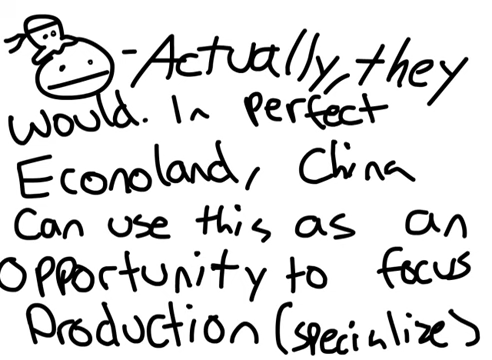 - Actually, they
would. In perfect
Econoland, China
can use this as an
opportunity to focus
production (specialize)